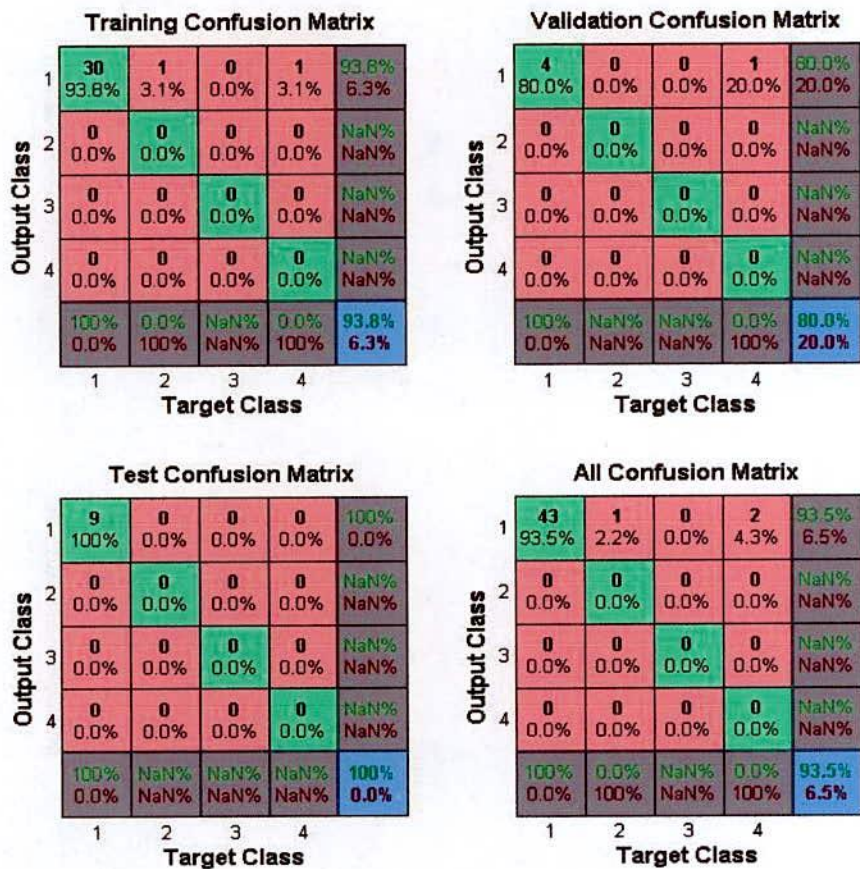 Training Confusion Matrix
Output Class
1 30 1 0 1 93.8%
93.8% 3.1% 0.0% 3.1% 6.3%
2 0 0 0 0 NaN%
0.0% 0.0% 0.0% 0.0% NaN%
3 0 0 0 0 NaN%
0.0% 0.0% 0.0% 0.0% NaN%
4 0 0 0 0 NaN%
0.0% 0.0% 0.0% 0.0% NaN%
100% 0.0% NaN% 0.0% 93.8%
0.0% 100% NaN% 100% 6.3%
1 2 3 4
Target Class
Validation Confusion Matrix
Output Class
1 4 0 0 1 80.0%
80.0% 0.0% 0.0% 20.0% 20.0%
2 0 0 0 0 NaN%
0.0% 0.0% 0.0% 0.0% NaN%
3 0 0 0 0 NaN%
0.0% 0.0% 0.0% 0.0% NaN%
4 0 0 0 0 NaN%
0.0% 0.0% 0.0% 0.0% NaN%
100% NaN% NaN% 0.0% 80.0%
0.0% NaN% NaN% 100% 20.0%
1 2 3 4
Target Class
Test Confusion Matrix
Output Class
1 9 0 0 0 100%
100% 0.0% 0.0% 0.0% 0.0%
2 0 0 0 0 NaN%
0.0% 0.0% 0.0% 0.0% NaN%
3 0 0 0 0 NaN%
0.0% 0.0% 0.0% 0.0% NaN%
4 0 0 0 0 NaN%
0.0% 0.0% 0.0% 0.0% NaN%
100% NaN% NaN% NaN% 100%
0.0% NaN% NaN% NaN% 0.0%
1 2 3 4
Target Class
All Confusion Matrix
Output Class
1 43 1 0 2 93.5%
93.5% 2.2% 0.0% 4.3% 6.5%
2 0 0 0 0 NaN%
0.0% 0.0% 0.0% 0.0% NaN%
3 0 0 0 0 NaN%
0.0% 0.0% 0.0% 0.0% NaN%
4 0 0 0 0 NaN%
0.0% 0.0% 0.0% 0.0% NaN%
100% 0.0% NaN% 0.0% 93.5%
0.0% 100% NaN% 100% 6.5%
1 2 3 4
Target Class